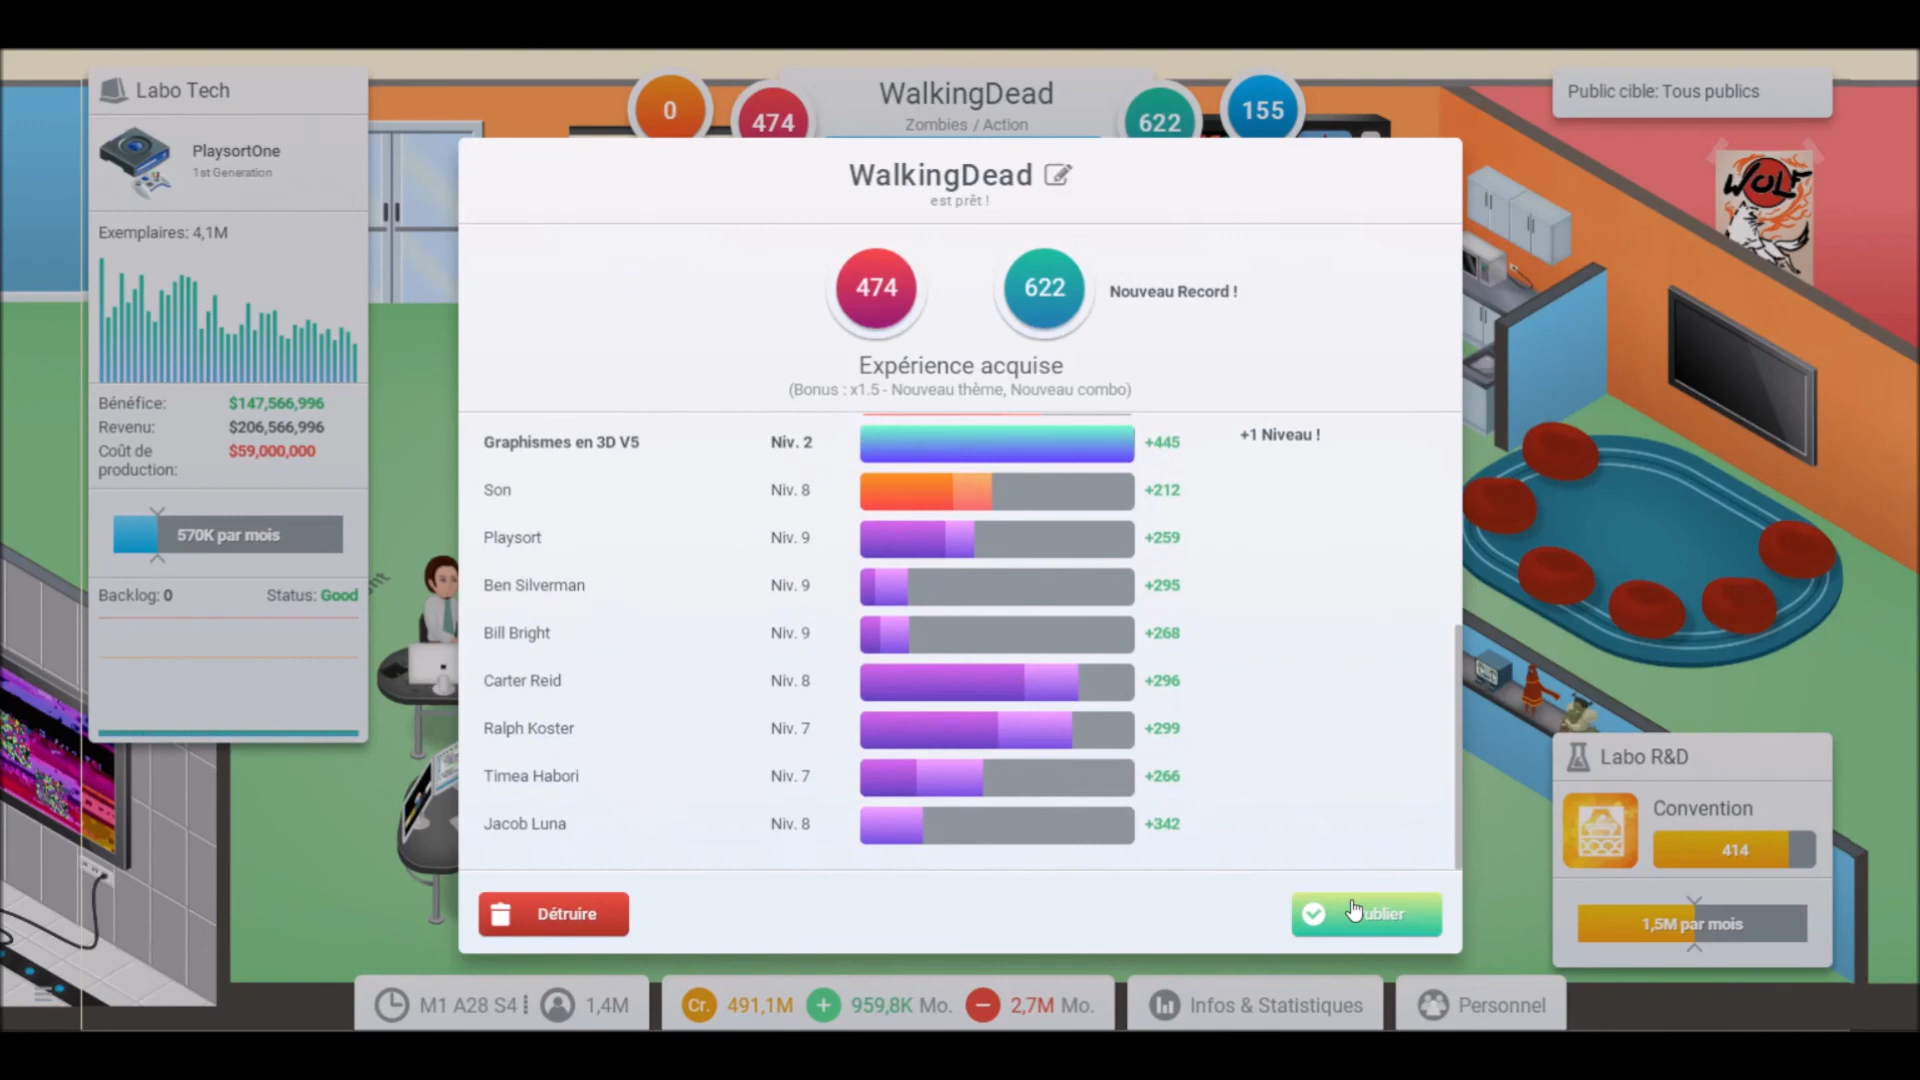 Labo Tech
PlaysortOne
1st Generation
Exemplaires: 4,1M
Bénéfice: $147,566,996
Revenu: $206,566,996
Coût de production: $59,000,000
570K par mois
Backlog: 0 Status: Good
0
474
WalkingDead
Zombies / Action
622
155
Public cible: Tous publics
WOLF
WalkingDead
est prêt !
474
622
Nouveau Record !
Expérience acquise
(Bonus : x1.5 - Nouveau thème, Nouveau combo)
Graphismes en 3D V5 Niv. 2 +445 +1 Niveau !
Son Niv. 8 +212
Playsort Niv. 9 +259
Ben Silverman Niv. 9 +295
Bill Bright Niv. 9 +268
Carter Reid Niv. 8 +296
Ralph Koster Niv. 7 +299
Timea Habori Niv. 7 +266
Jacob Luna Niv. 8 +342
Détruire
Labo R&D
Convention
414
1,5M par mois
M1 A28 S4
1,4M
Cr. 491,1M
959,8K Mo.
2,7M Mo.
Infos & Statistiques
Personnel